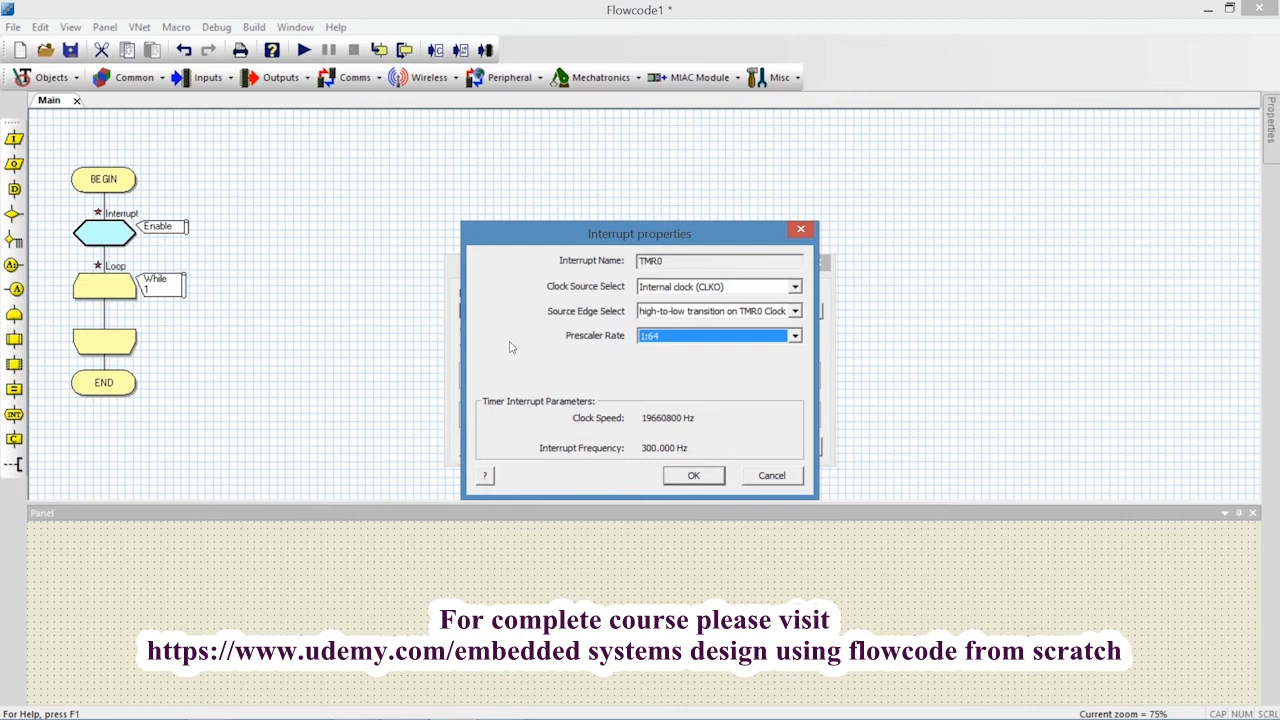 Flowcode1 *
File Edit View Panel VNet Macro Debug Build Window Help
Objects Common Inputs Outputs Comms Wireless Peripheral Mechatronics MIAC Module Misc
Main
Properties
BEGIN
Interrupt
Enable
Loop
While
1
END
Interrupt properties
Interrupt Name: TMR0
Clock Source Select Internal clock (CLKO)
Source Edge Select high-to-low transition on TMR0 Clock
Prescaler Rate 1:64
Timer Interrupt Parameters:
Clock Speed: 19660800 Hz
Interrupt Frequency: 300.000 Hz
? OK Cancel
Panel
For complete course please visit
https://www.udemy.com/embedded systems design using flowcode from scratch
For Help, press F1 Current zoom = 75% CAP NUM SCRL